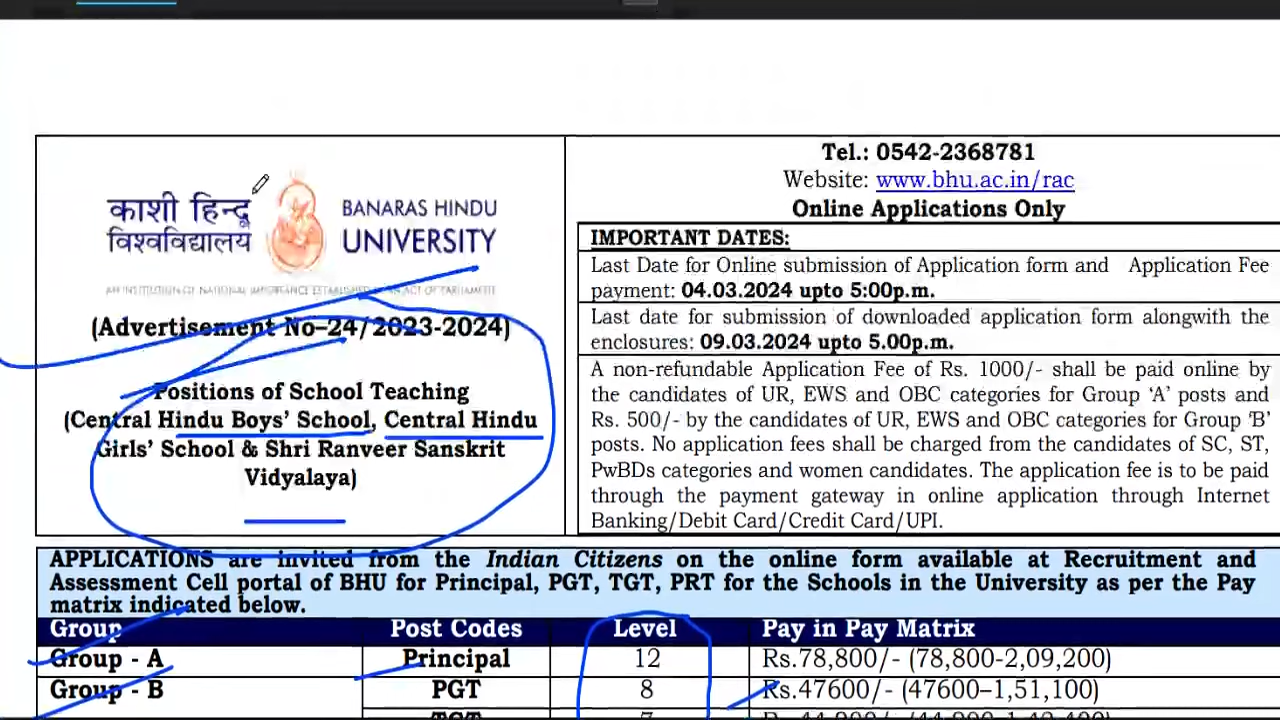 काशी हिन्दू
विश्वविद्यालय
BANARAS HINDU
UNIVERSITY
AN INSTITUTION OF NATIONAL IMPORTANCE ESTABLISHED BY AN ACT OF PARLIAMENT
(Advertisement No–24/2023-2024)
Positions of School Teaching
(Central Hindu Boys’ School, Central Hindu
Girls’ School & Shri Ranveer Sanskrit
Vidyalaya)
Tel.: 0542-2368781
Website: www.bhu.ac.in/rac
Online Applications Only
IMPORTANT DATES:
Last Date for Online submission of Application form and Application Fee
payment: 04.03.2024 upto 5:00p.m.
Last date for submission of downloaded application form alongwith the
enclosures: 09.03.2024 upto 5.00p.m.
A non-refundable Application Fee of Rs. 1000/- shall be paid online by
the candidates of UR, EWS and OBC categories for Group ‘A’ posts and
Rs. 500/- by the candidates of UR, EWS and OBC categories for Group ‘B’
posts. No application fees shall be charged from the candidates of SC, ST,
PwBDs categories and women candidates. The application fee is to be paid
through the payment gateway in online application through Internet
Banking/Debit Card/Credit Card/UPI.
APPLICATIONS are invited from the Indian Citizens on the online form available at Recruitment and
Assessment Cell portal of BHU for Principal, PGT, TGT, PRT for the Schools in the University as per the Pay
matrix indicated below.
Group Post Codes Level Pay in Pay Matrix
Group - A Principal 12 Rs.78,800/- (78,800-2,09,200)
Group - B PGT 8 Rs.47600/- (47600–1,51,100)